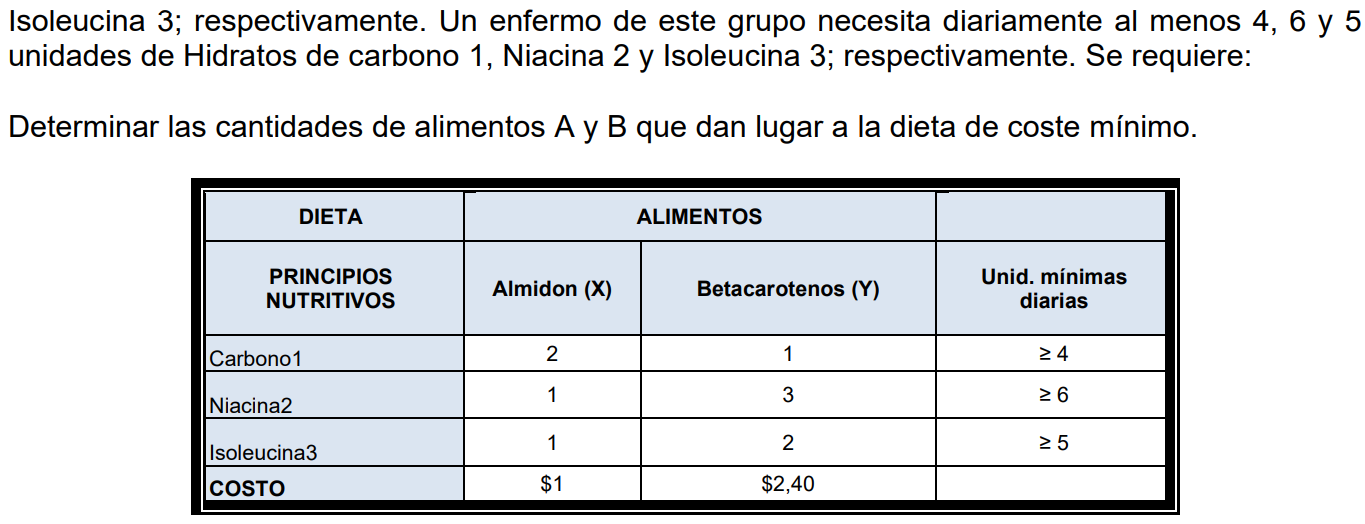 Isoleucina 3; respectivamente. Un enfermo de este grupo necesita diariamente al menos 4, 6 y 5
unidades de Hidratos de carbono 1, Niacina 2 y Isoleucina 3; respectivamente. Se requiere:
Determinar las cantidades de alimentos A y B que dan lugar a la dieta de coste mínimo.
DIETA ALIMENTOS
PRINCIPIOS
NUTRITIVOS
Almidon (X)
Betacarotenos (Y)
Unid. mínimas
diarias
Carbono1 2 1 ≥ 4
Niacina2 1 3 ≥ 6
Isoleucina3 1 2 ≥ 5
COSTO $1 $2,40